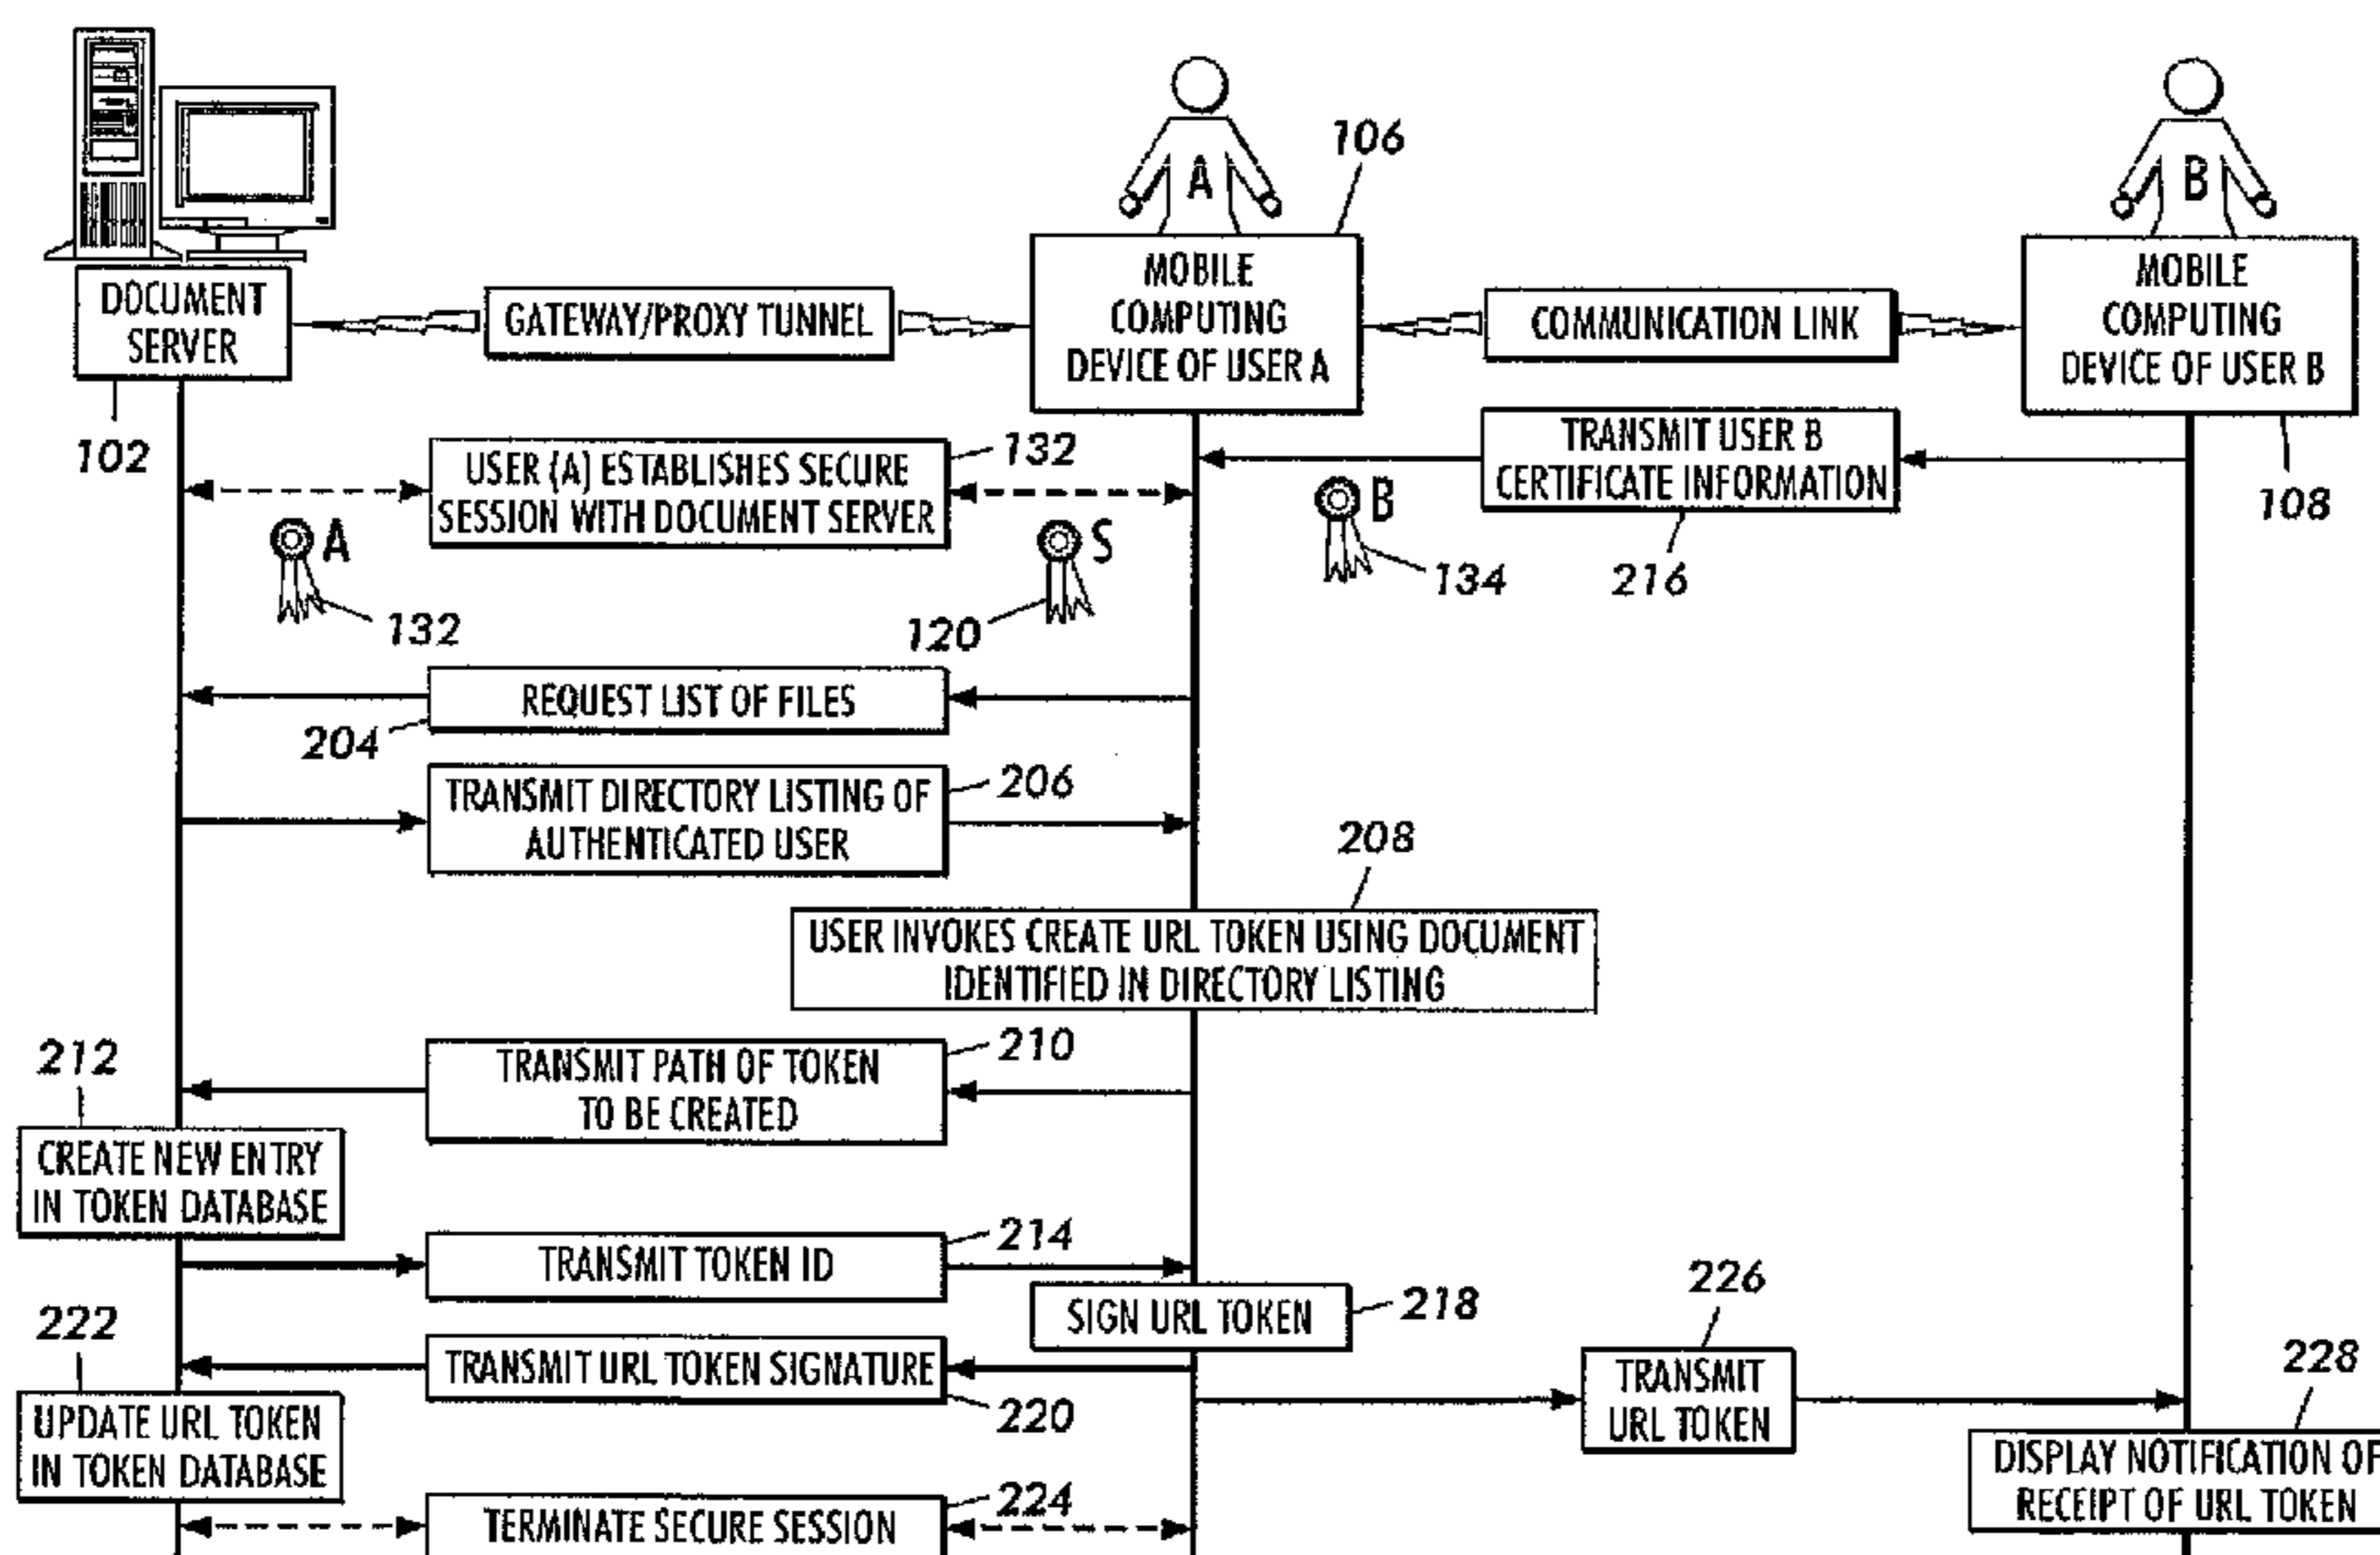 A
B
106
DOCUMENT
SERVER
GATEWAY/PROXY TUNNEL
MOBILE
COMPUTING
DEVICE OF USER A
COMMUNICATION LINK
MOBILE
COMPUTING
DEVICE OF USER B
102
108
USER (A) ESTABLISHES SECURE
SESSION WITH DOCUMENT SERVER
132
TRANSMIT USER B
CERTIFICATE INFORMATION
216
A
132
S
120
B
134
REQUEST LIST OF FILES
204
TRANSMIT DIRECTORY LISTING OF
AUTHENTICATED USER
206
208
USER INVOKES CREATE URL TOKEN USING DOCUMENT
IDENTIFIED IN DIRECTORY LISTING
TRANSMIT PATH OF TOKEN
TO BE CREATED
210
212
CREATE NEW ENTRY
IN TOKEN DATABASE
TRANSMIT TOKEN ID
214
SIGN URL TOKEN
218
TRANSMIT URL TOKEN SIGNATURE
220
222
UPDATE URL TOKEN
IN TOKEN DATABASE
226
TRANSMIT
URL TOKEN
228
DISPLAY NOTIFICATION OF
RECEIPT OF URL TOKEN
TERMINATE SECURE SESSION
224